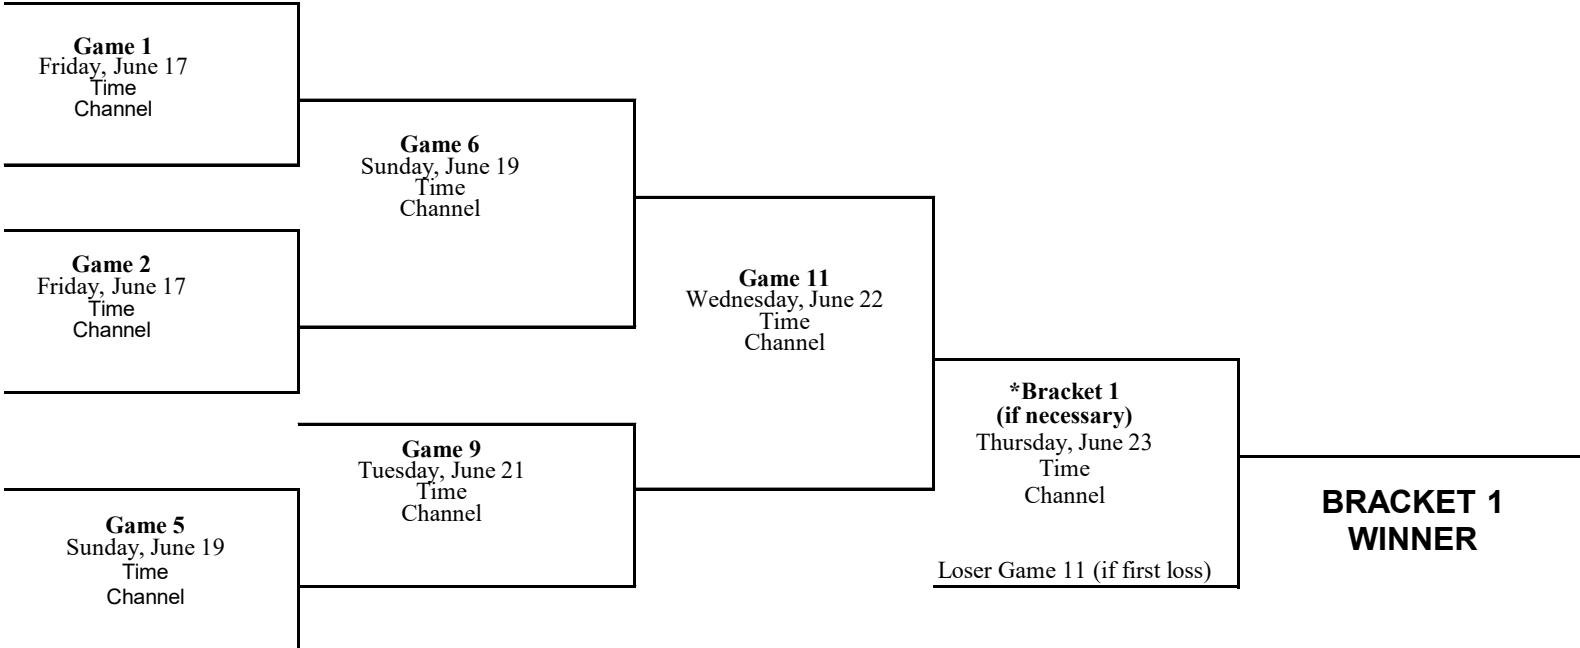 Game 1
Friday, June 17
Time
Channel
Game 6
Sunday, June 19
Time
Channel
Game 2
Friday, June 17
Time
Channel
Game 11
Wednesday, June 22
Time
Channel
*Bracket 1
(if necessary)
Thursday, June 23
Time
Channel
Game 9
Tuesday, June 21
Time
Channel
BRACKET 1
WINNER
Game 5
Sunday, June 19
Time
Channel
Loser Game 11 (if first loss)